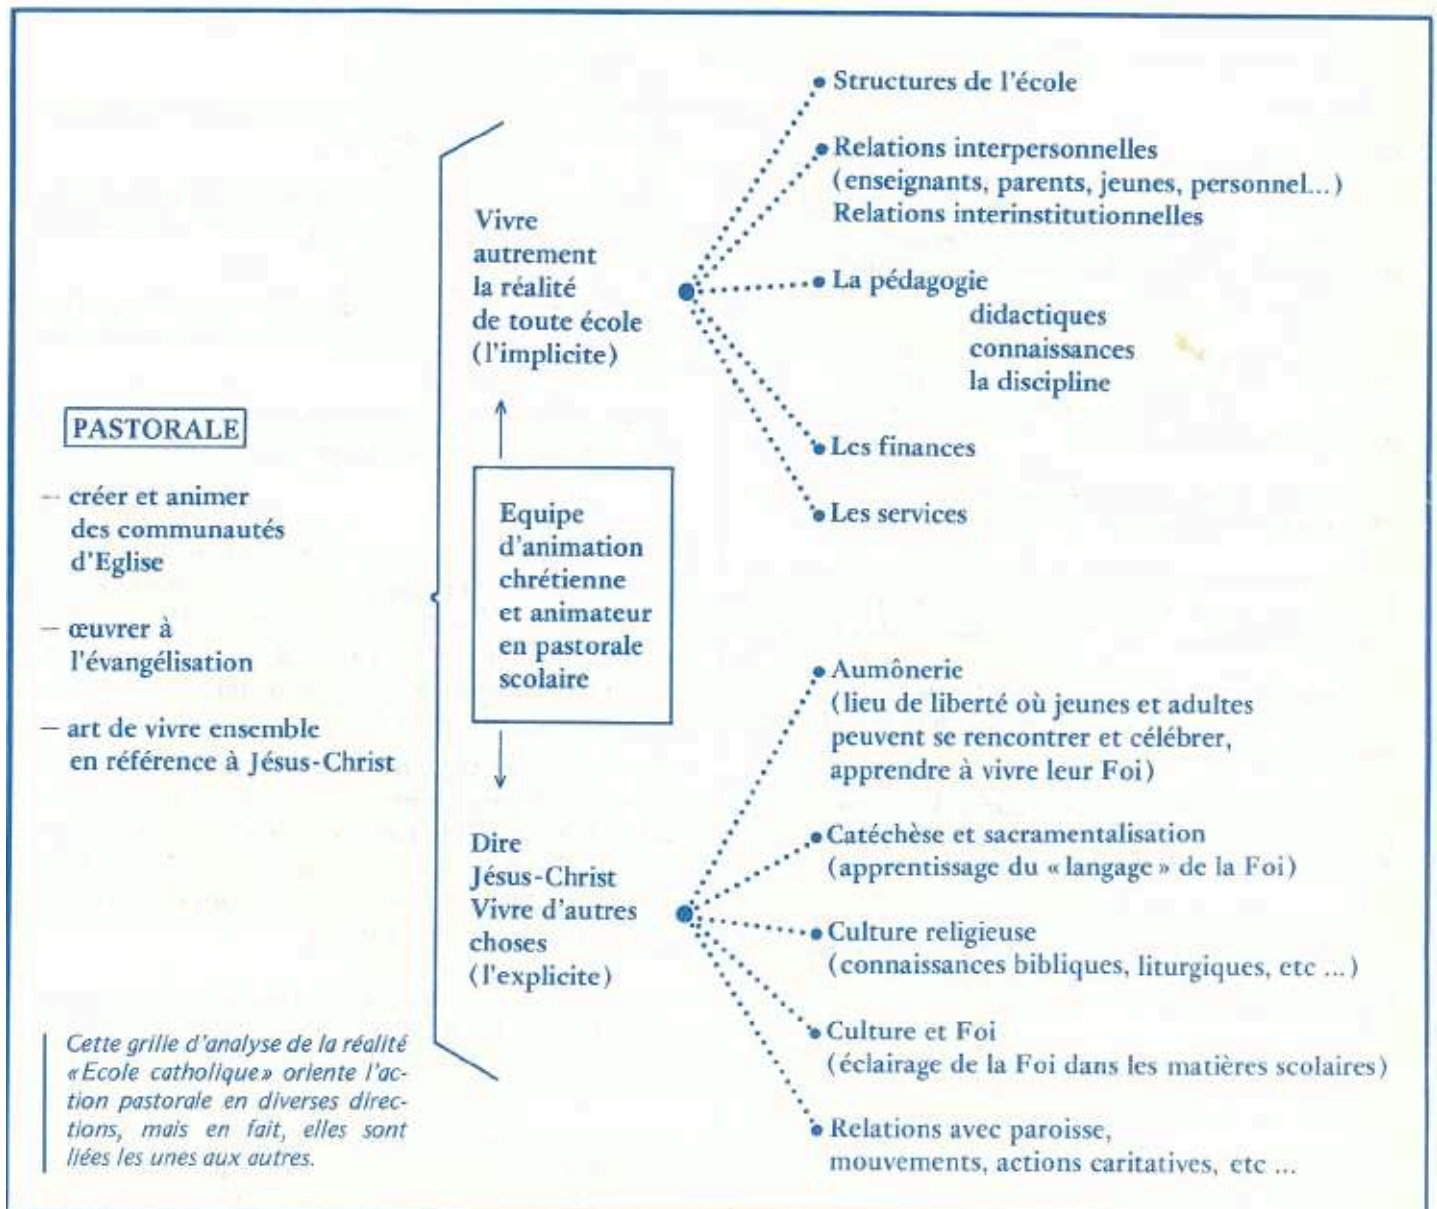 PASTORALE
— créer et animer
des communautés
d'Eglise
— œuvrer à
l'évangélisation
— art de vivre ensemble
en référence à Jésus-Christ
Cette grille d'analyse de la réalité
«Ecole catholique» oriente l'ac-
tion pastorale en diverses direc-
tions, mais en fait, elles sont
liées les unes aux autres.
Vivre
autrement
la réalité
de toute école
(l'implicite)
Equipe
d'animation
chrétienne
et animateur
en pastorale
scolaire
Dire
Jésus-Christ
Vivre d'autres
choses
(l'explicite)
• Structures de l'école
• Relations interpersonnelles
(enseignants, parents, jeunes, personnel...)
Relations interinstitutionnelles
• La pédagogie
didactiques
connaissances
la discipline
• Les finances
• Les services
• Aumônerie
(lieu de liberté où jeunes et adultes
peuvent se rencontrer et célébrer,
apprendre à vivre leur Foi)
• Catéchèse et sacramentalisation
(apprentissage du « langage » de la Foi)
• Culture religieuse
(connaissances bibliques, liturgiques, etc ...)
• Culture et Foi
(éclairage de la Foi dans les matières scolaires)
• Relations avec paroisse,
mouvements, actions caritatives, etc ...